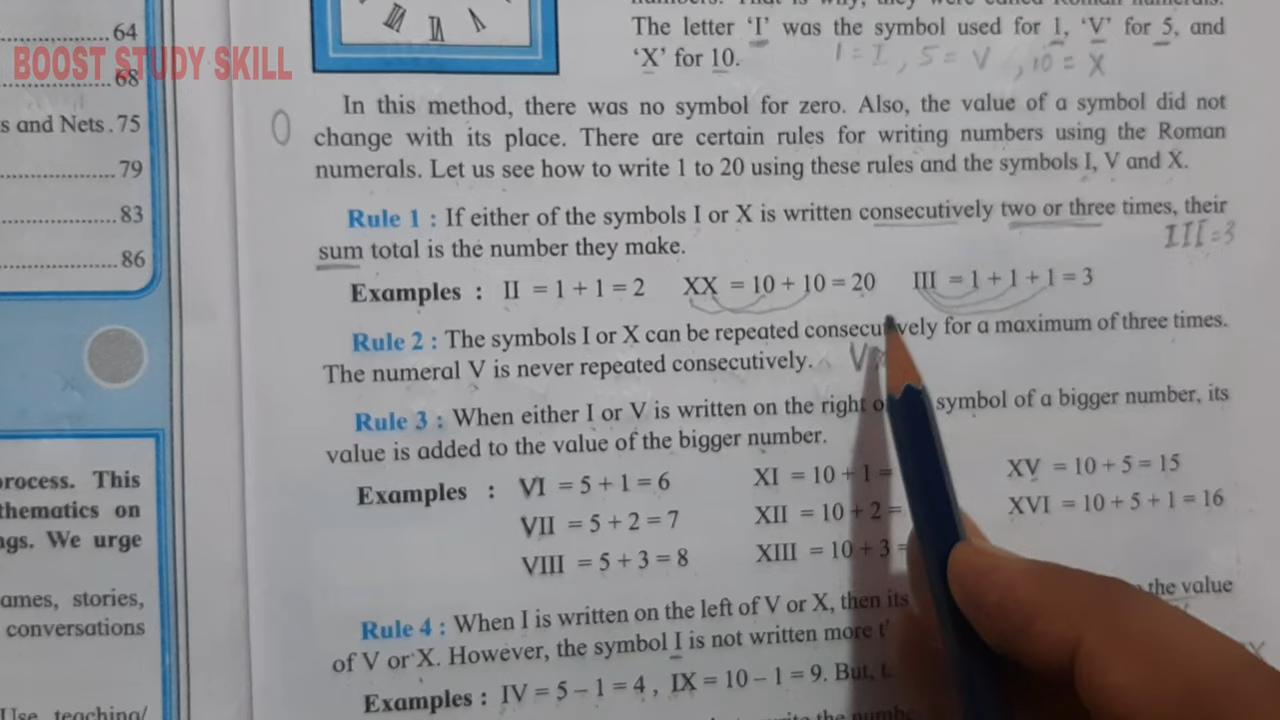 64
BOOST STUDY SKILL
68
s and Nets . 75
79
83
86
process. This
thematics on
ngs. We urge
ames, stories,
conversations
Use teaching/
The letter 'I' was the symbol used for 1, 'V' for 5, and
'X' for 10.
1 = I , 5 = V , 10 = X
In this method, there was no symbol for zero. Also, the value of a symbol did not
change with its place. There are certain rules for writing numbers using the Roman
numerals. Let us see how to write 1 to 20 using these rules and the symbols I, V and X.
Rule 1 : If either of the symbols I or X is written consecutively two or three times, their
sum total is the number they make.
III = 3
Examples : II = 1 + 1 = 2 XX = 10 + 10 = 20 III = 1 + 1 + 1 = 3
Rule 2 : The symbols I or X can be repeated consecutively for a maximum of three times.
The numeral V is never repeated consecutively.
Rule 3 : When either I or V is written on the right symbol of a bigger number, its
value is added to the value of the bigger number.
Examples : VI = 5 + 1 = 6 XI = 10 + 1 = XV = 10 + 5 = 15
VII = 5 + 2 = 7 XII = 10 + 2 = XVI = 10 + 5 + 1 = 16
VIII = 5 + 3 = 8 XIII = 10 + 3 =
Rule 4 : When I is written on the left of V or X, then its the value
of V or X. However, the symbol I is not written more
Examples : IV = 5 − 1 = 4 , IX = 10 − 1 = 9. But,